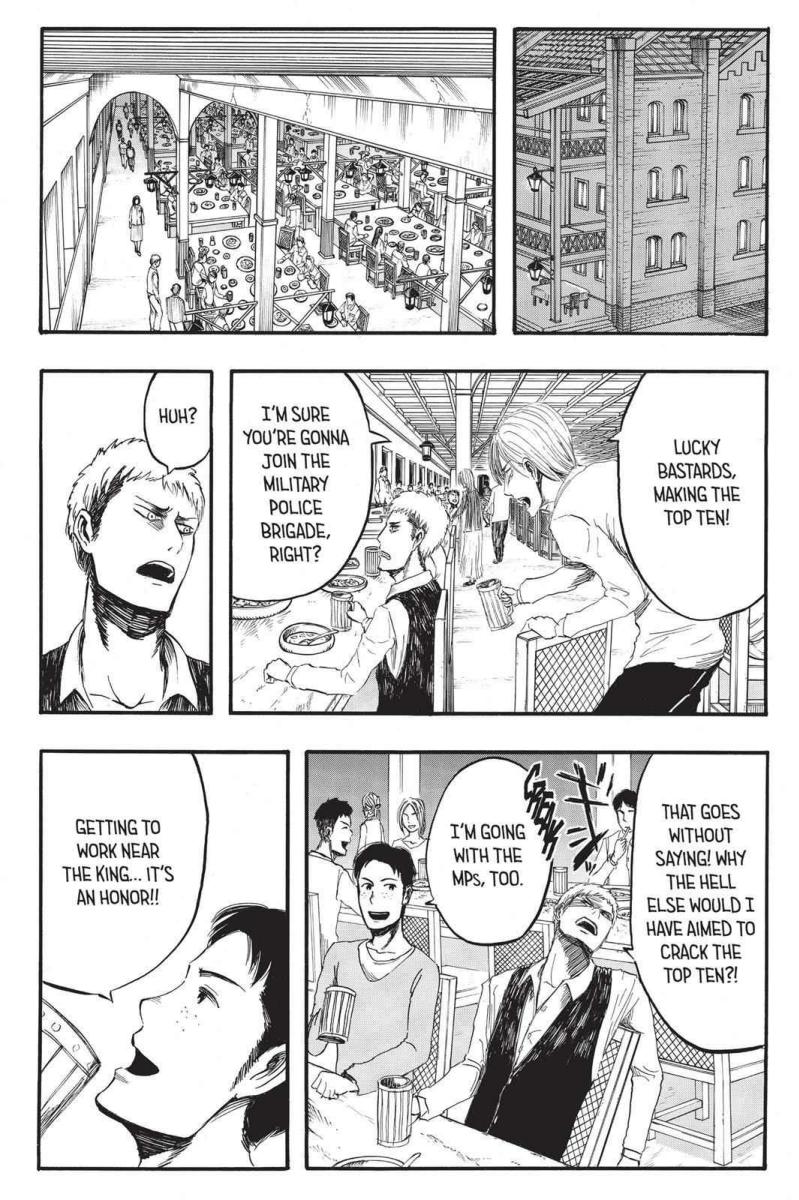 LUCKY
BASTARDS,
MAKING THE
TOP TEN!
I'M SURE
YOU'RE GONNA
JOIN THE
MILITARY
POLICE
BRIGADE,
RIGHT?
HUH?
THAT GOES
WITHOUT
SAYING! WHY
THE HELL
ELSE WOULD I
HAVE AIMED TO
CRACK THE
TOP TEN?!
CREAK
I'M GOING
WITH THE
MPs, TOO.
GETTING TO
WORK NEAR
THE KING... IT'S
AN HONOR!!